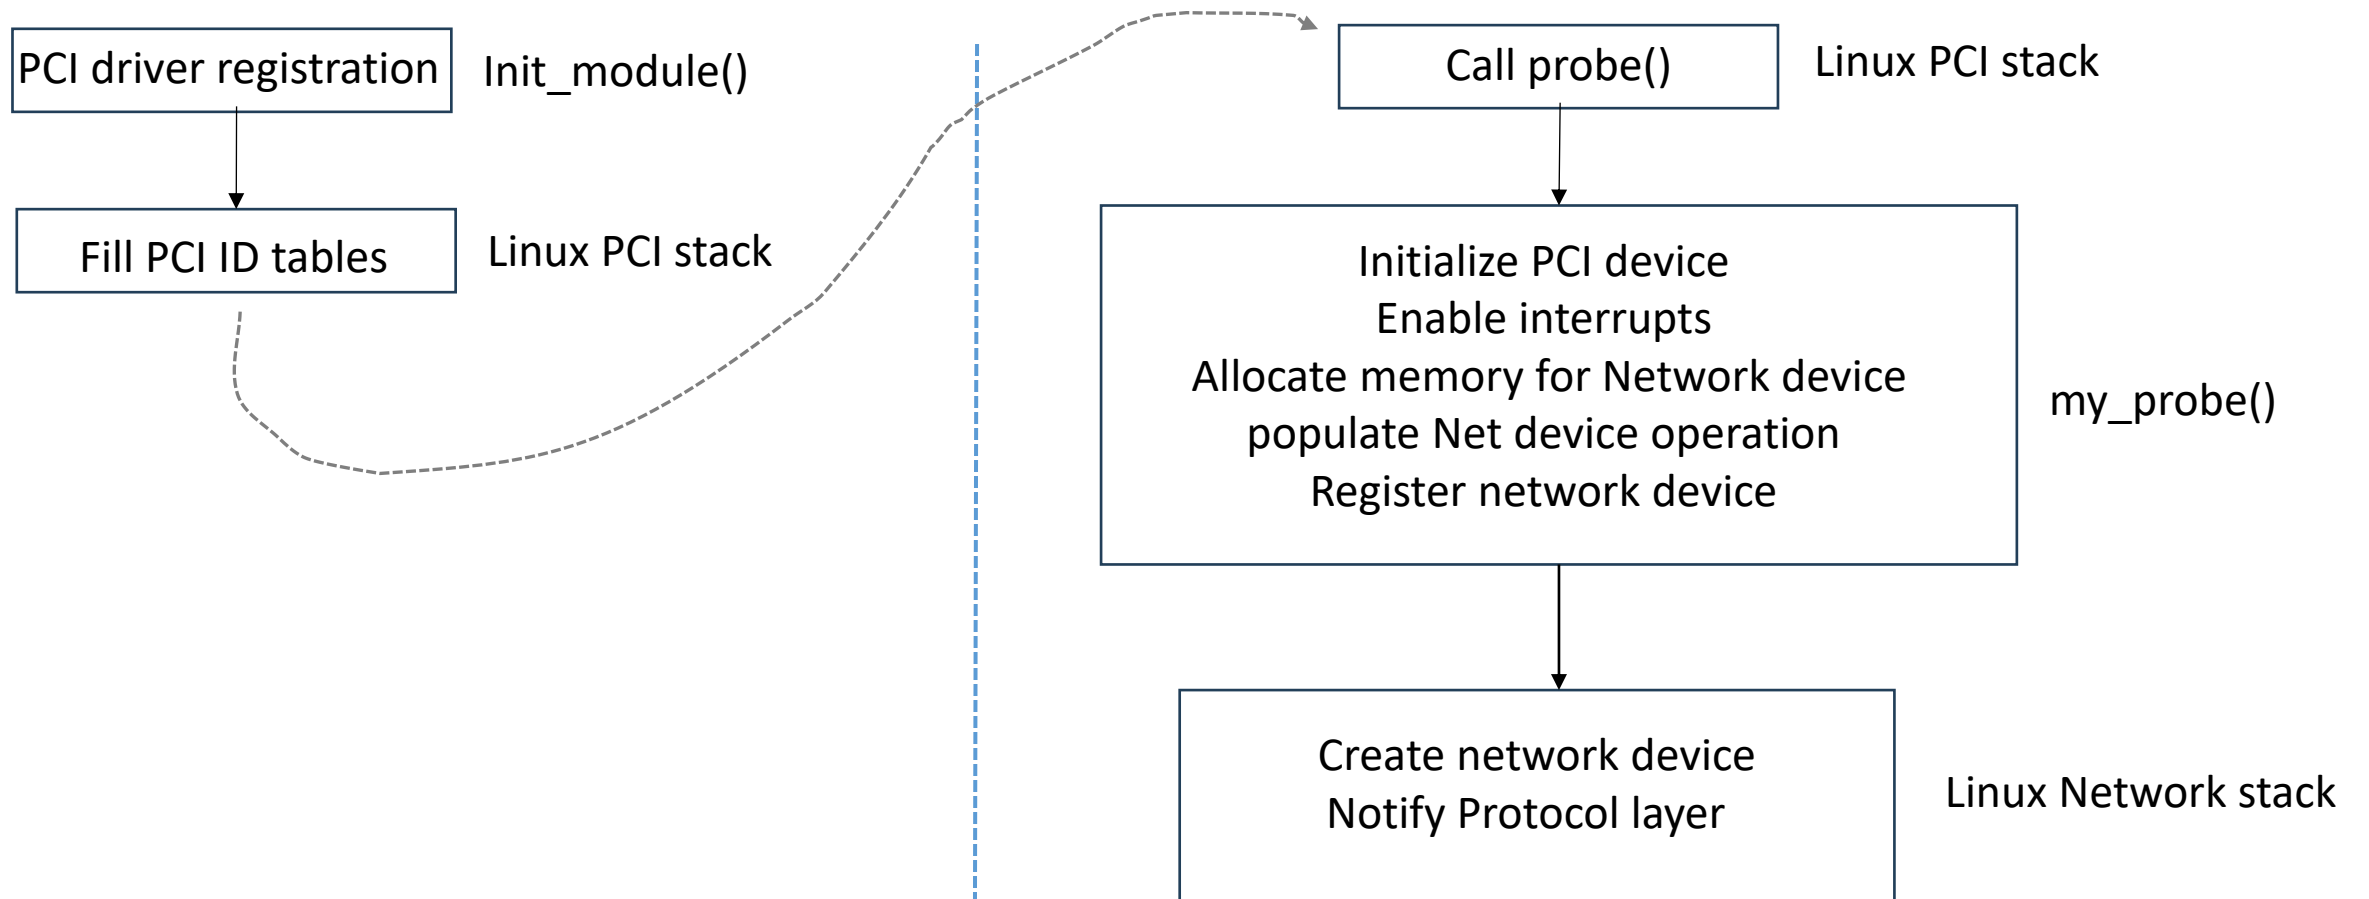 PCI driver registration
Init_module()
Fill PCI ID tables
Linux PCI stack
Call probe()
Linux PCI stack
Initialize PCI device
Enable interrupts
Allocate memory for Network device
populate Net device operation
Register network device
my_probe()
Create network device
Notify Protocol layer
Linux Network stack